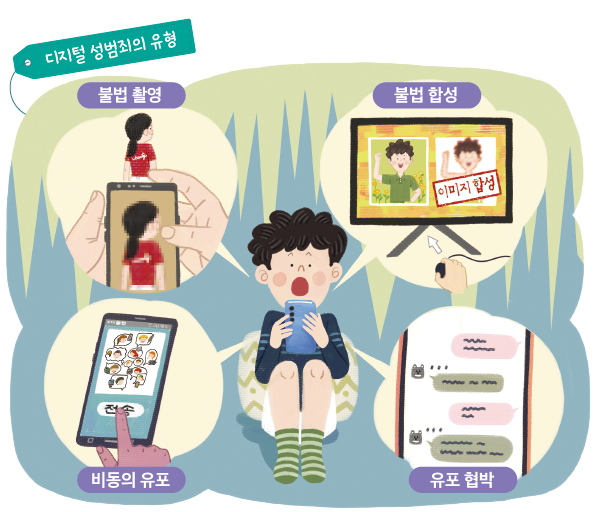 디지털 성범죄의 유형
불법 촬영
불법 합성
이미지 합성
전송
비동의 유포
유포 협박